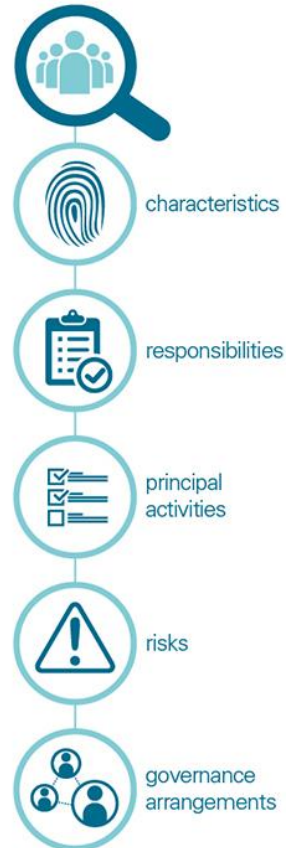 characteristics
responsibilities
principal
activities
risks
governance
arrangements